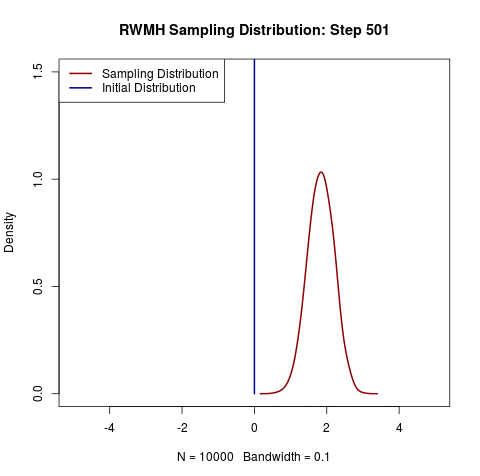 RWMH Sampling Distribution: Step 501
Sampling Distribution
Initial Distribution
Density
1.5
1.0
0.5
0.0
-4
-2
0
2
4
N = 10000 Bandwidth = 0.1